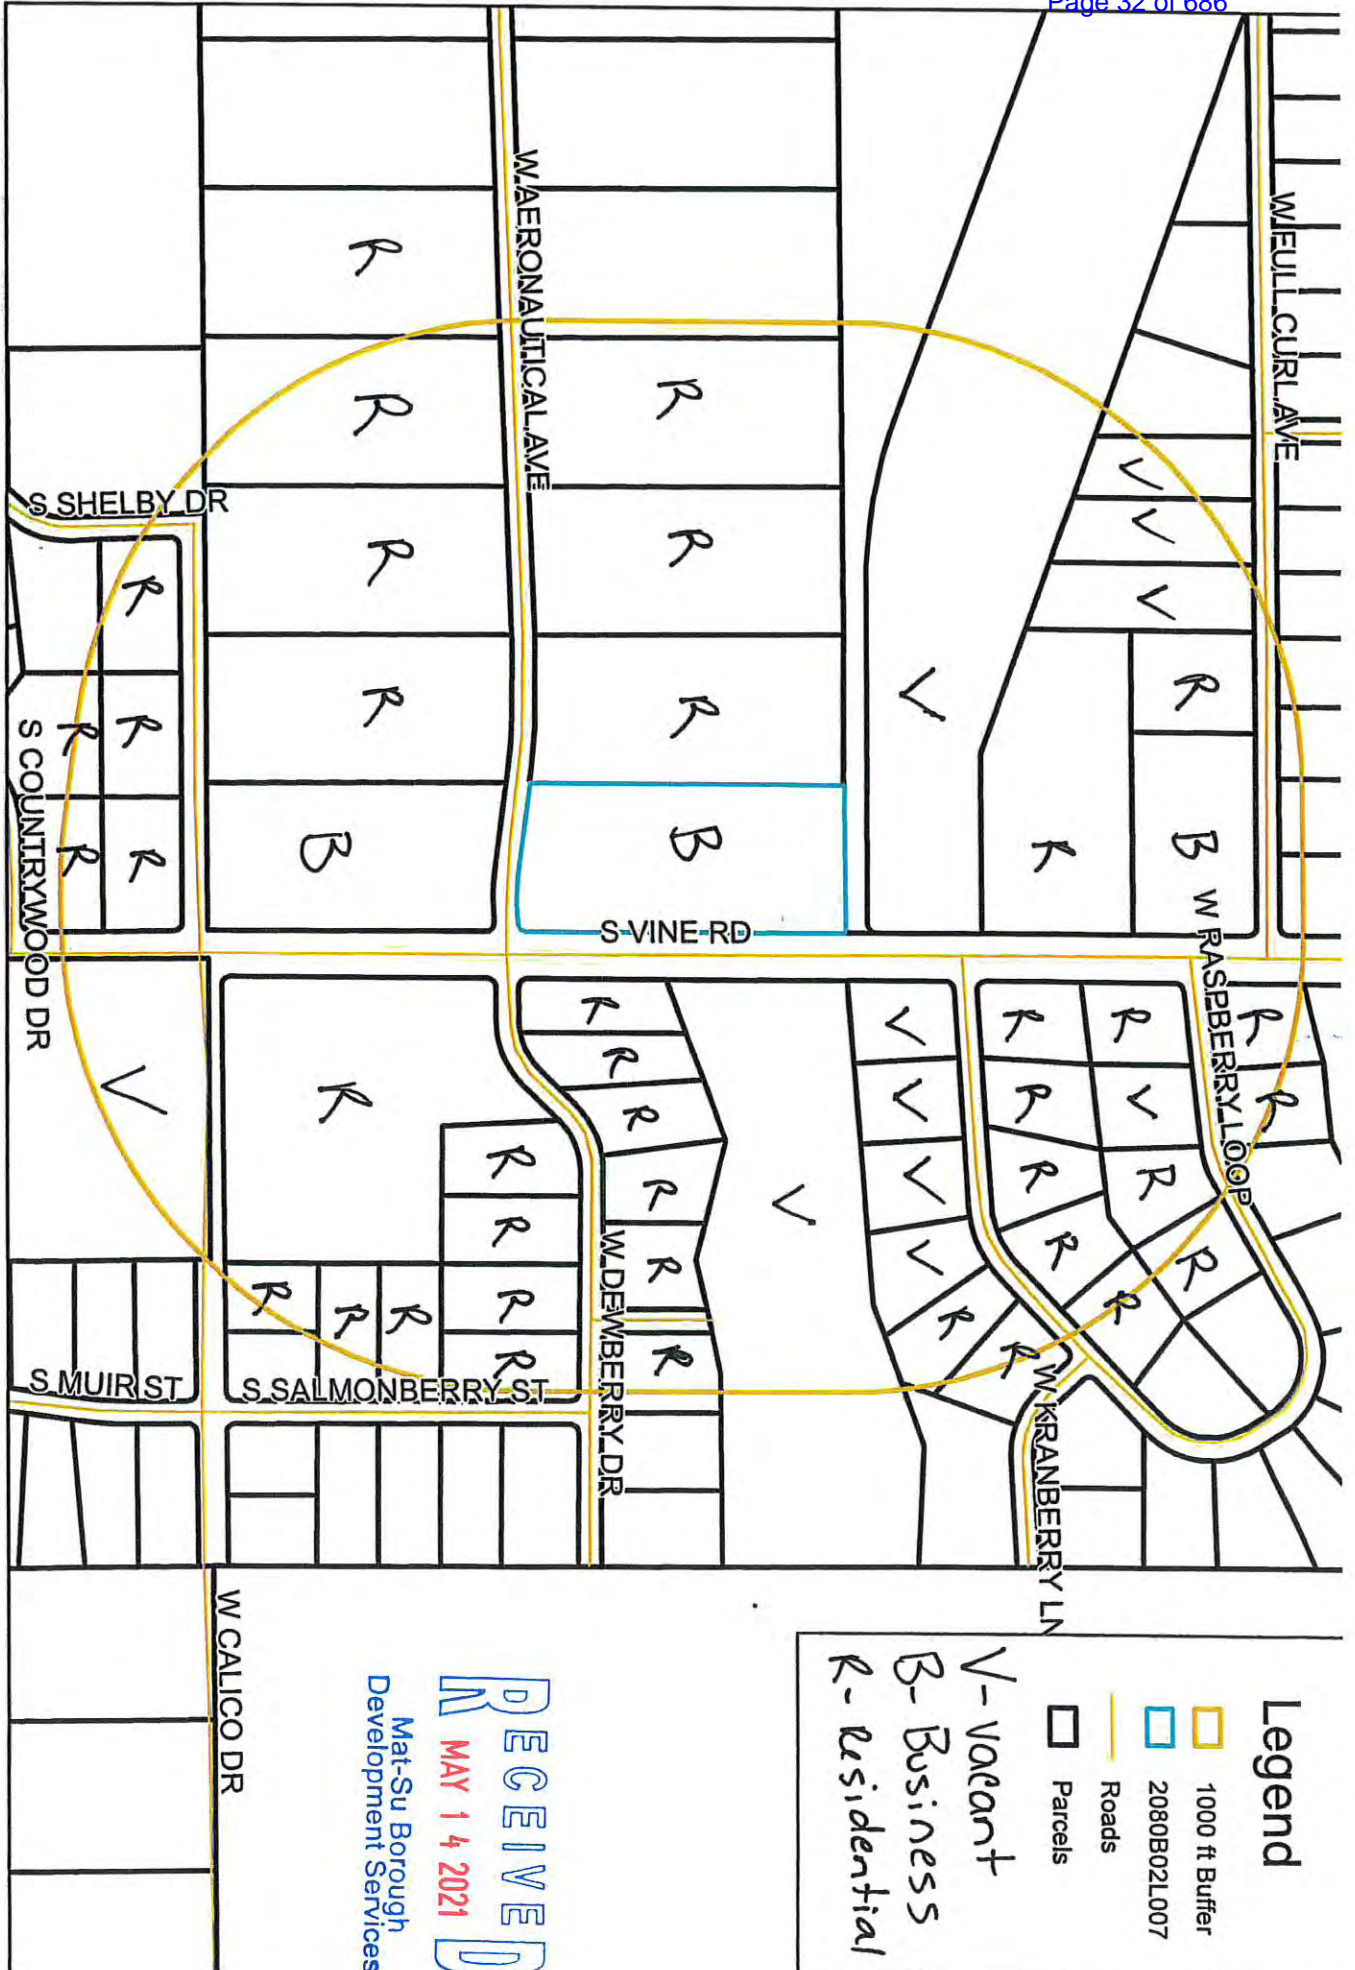 Page 32 of 686
W FULL CURL AVE
W AERONAUTICAL AVE
S SHELBY DR
S COUNTRYWOOD DR
S VINE RD
W RASPBERRY LOOP
W DEWBERRY DR
W KRANBERRY LN
S MUIR ST
S SALMONBERRY ST
W CALICO DR
R
R
R
R
R
R
R
B
B
V
V
V
V
R
B
R
R
R
R
R
R
V
R
R
R
R
R
R
R
R
R
R
R
R
R
R
V
V
V
V
V
R
R
R
R
R
R
R
V
R
R
R
R
R
Legend
1000 ft Buffer
2080B02L007
Roads
Parcels
V- Vacant
B- Business
R- Residential
RECEIVED
MAY 14 2021
Mat-Su Borough
Development Services